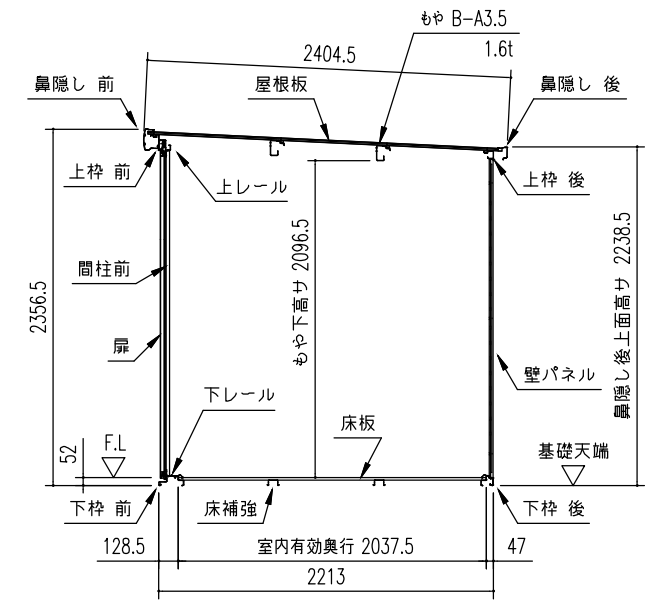 もや B-A3.5
1.6t
2404.5
鼻隠し 前
屋根板
鼻隠し 後
上枠 前
上レール
上枠 後
間柱前
もや下高サ 2096.5
鼻隠し後上面高サ 2238.5
2356.5
扉
壁パネル
下レール
床板
F.L
52
基礎天端
下枠 前
床補強
下枠 後
128.5
室内有効奥行 2037.5
47
2213